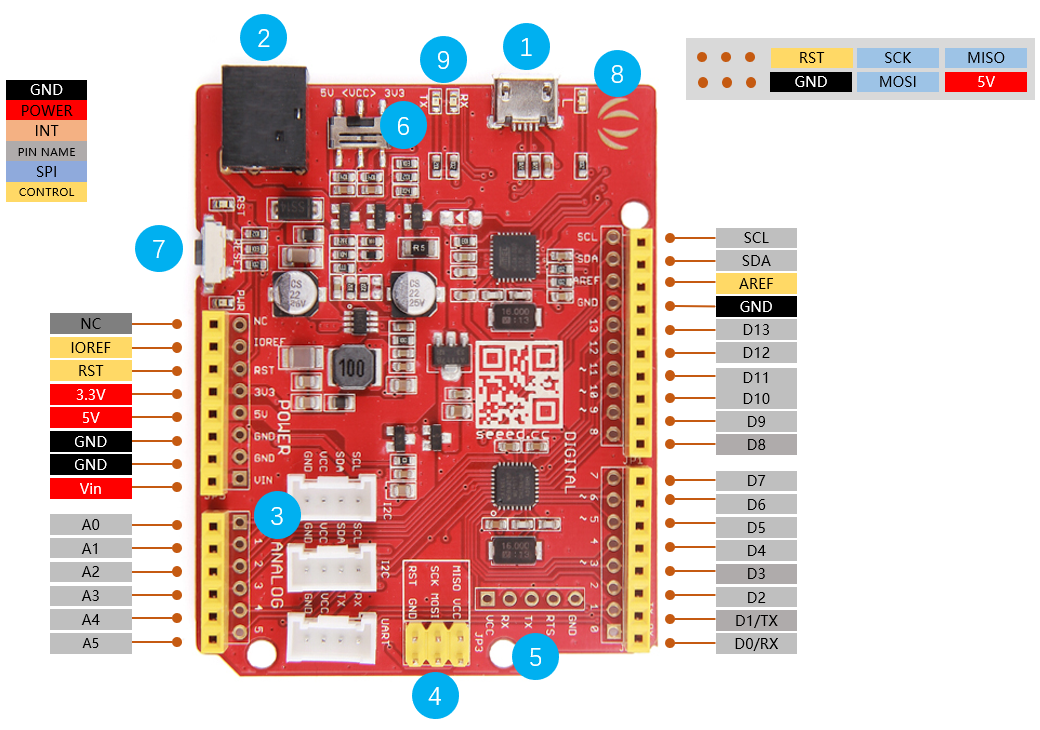 2
9
1
8
RST SCK MISO
GND MOSI 5V
GND
POWER
INT
PIN NAME
SPI
CONTROL
5V <VCC> 3V3
TX
RX
L
6
7
RST
RESET
PWR
R5
CS
22
25V
CS
22
25V
100
16.000
seeed.cc
DIGITAL
16.000
NC
IOREF
RST
3.3V
5V
GND
GND
Vin
A0
A1
A2
A3
A4
A5
NC
IOREF
RST
3V3
5V
GND
GND
VIN
POWER
1
2
3
4
5
ANALOG
3
GND
VCC
SDA
SCL
I2C
GND
VCC
SDA
SCL
I2C
GND
VCC
TX
RX
UART
RST GND
SCK MOSI
MISO VCC
JP3
4
VCC
RX
TX
RTS
GND
5
SCL
SDA
AREF
GND
13
12
~ 11
~ 10
~ 9
8
7
~ 6
~ 5
4
~ 3
2
1
0
SCL
SDA
AREF
GND
D13
D12
D11
D10
D9
D8
D7
D6
D5
D4
D3
D2
D1/TX
D0/RX